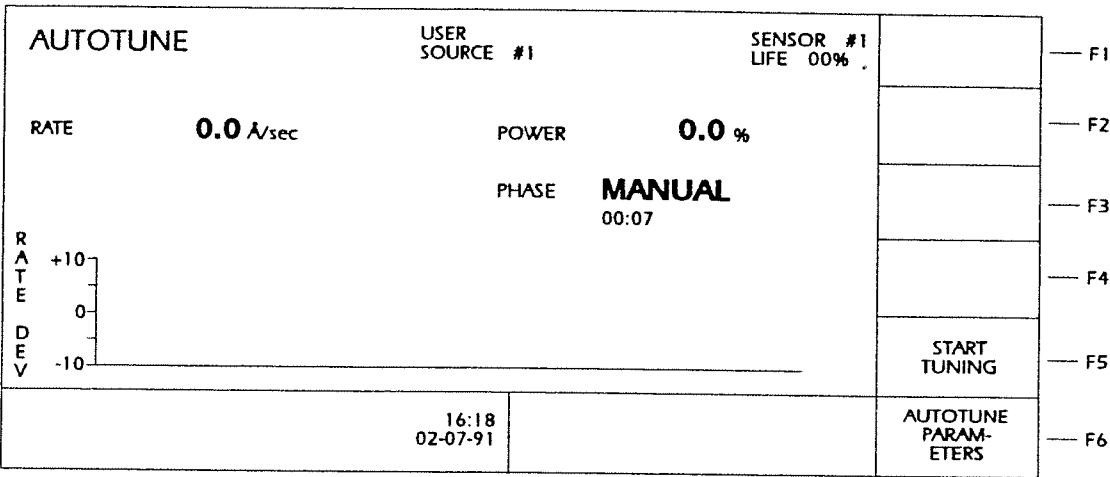 AUTOTUNE
USER
SOURCE #1
SENSOR #1
LIFE 00%
F1
RATE 0.0 Å/sec
POWER 0.0 %
F2
PHASE MANUAL
00:07
F3
RATE DEV
+10
0
-10
F4
START
TUNING
F5
16:18
02-07-91
AUTOTUNE
PARAM-
ETERS
F6